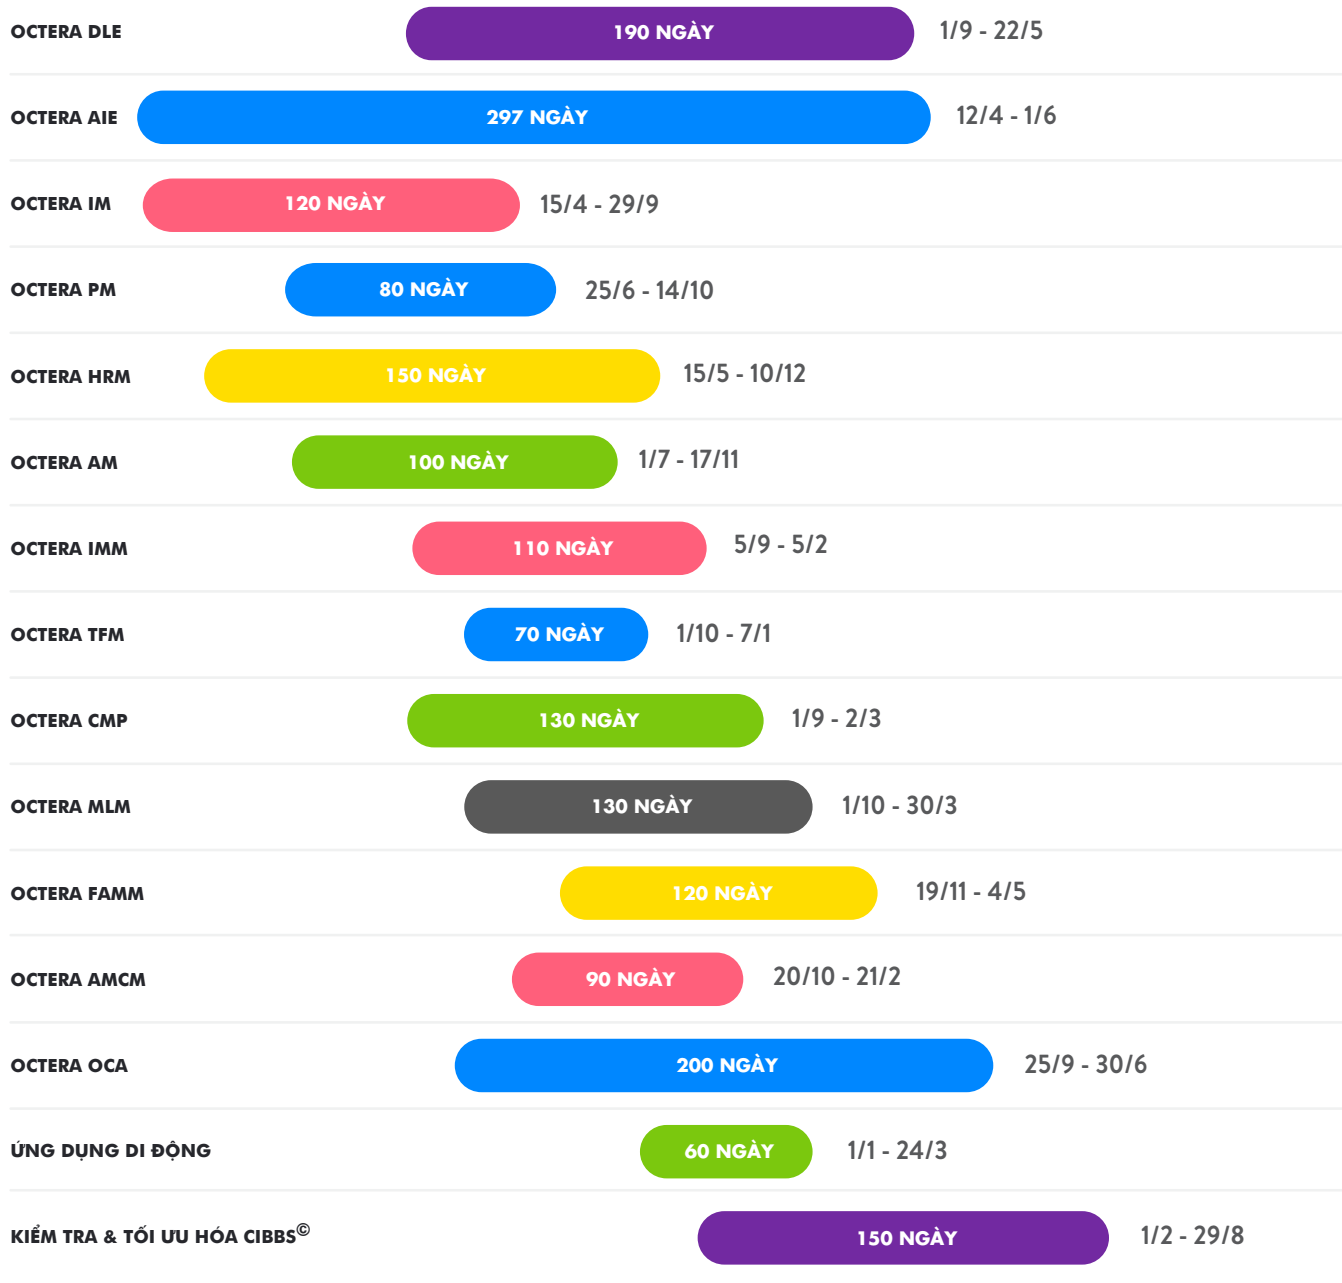 OCTERA DLE 190 NGÀY 1/9 - 22/5
OCTERA AIE 297 NGÀY 12/4 - 1/6
OCTERA IM 120 NGÀY 15/4 - 29/9
OCTERA PM 80 NGÀY 25/6 - 14/10
OCTERA HRM 150 NGÀY 15/5 - 10/12
OCTERA AM 100 NGÀY 1/7 - 17/11
OCTERA IMM 110 NGÀY 5/9 - 5/2
OCTERA TFM 70 NGÀY 1/10 - 7/1
OCTERA CMP 130 NGÀY 1/9 - 2/3
OCTERA MLM 130 NGÀY 1/10 - 30/3
OCTERA FAMM 120 NGÀY 19/11 - 4/5
OCTERA AMCM 90 NGÀY 20/10 - 21/2
OCTERA OCA 200 NGÀY 25/9 - 30/6
ỨNG DỤNG DI ĐỘNG 60 NGÀY 1/1 - 24/3
KIỂM TRA & TỐI ƯU HÓA CIBBS© 150 NGÀY 1/2 - 29/8